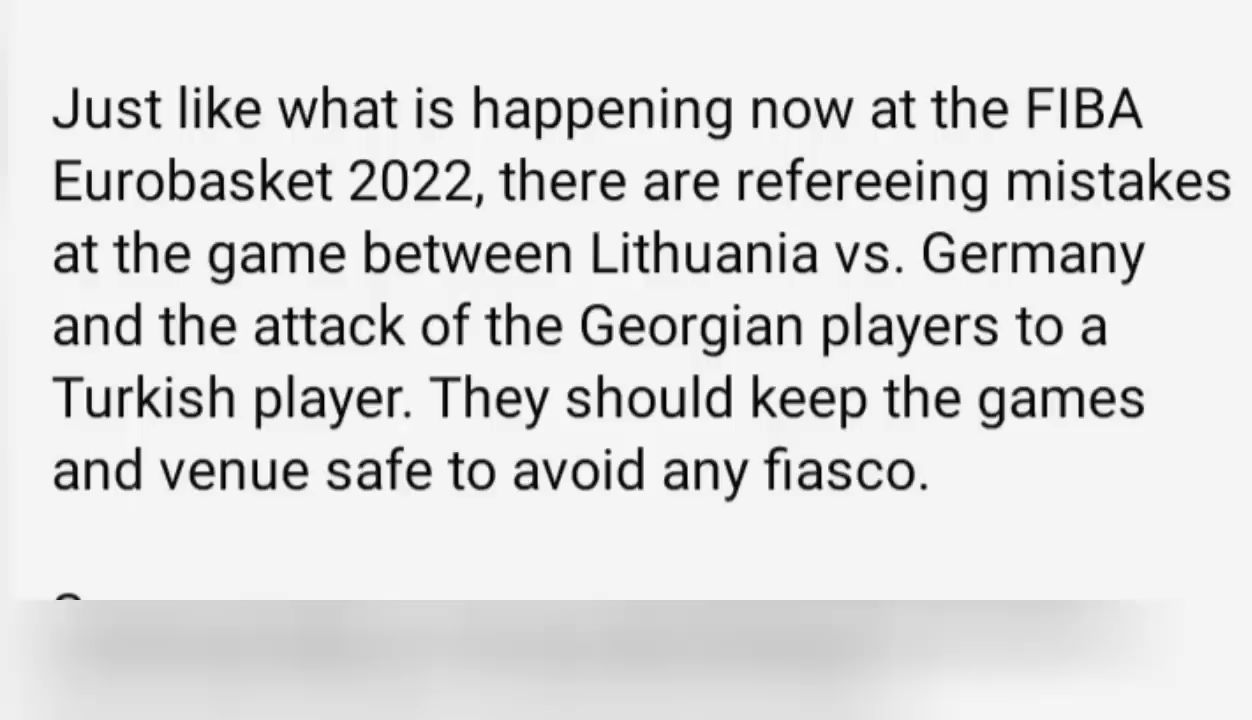 Just like what is happening now at the FIBA
Eurobasket 2022, there are refereeing mistakes
at the game between Lithuania vs. Germany
and the attack of the Georgian players to a
Turkish player. They should keep the games
and venue safe to avoid any fiasco.